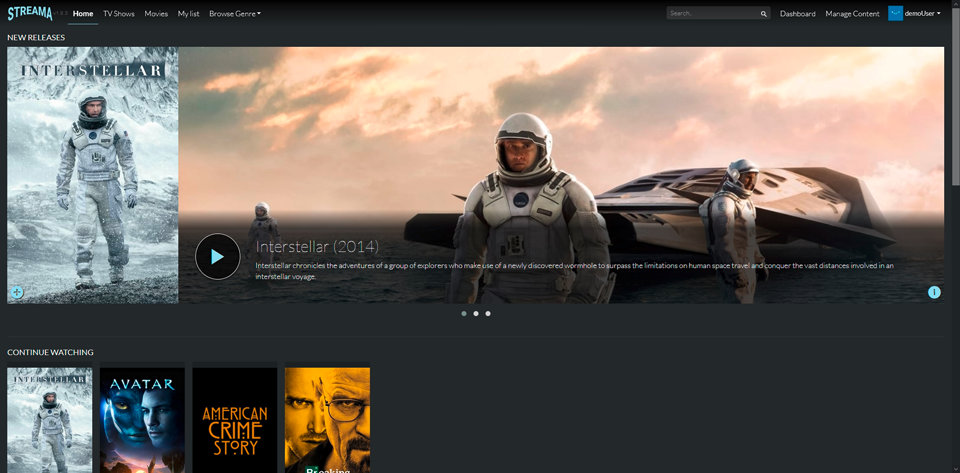 STREAMA
Home
TV Shows
Movies
My list
Browse Genre
Search...
Dashboard
Manage Content
demoUser
NEW RELEASES
INTERSTELLAR
Interstellar (2014)
Interstellar chronicles the adventures of a group of explorers who make use of a newly discovered wormhole to surpass the limitations on human space travel and conquer the vast distances involved in an
interstellar voyage.
CONTINUE WATCHING
INTERSTELLAR
AVATAR
AMERICAN
CRIME
STORY
Breaking